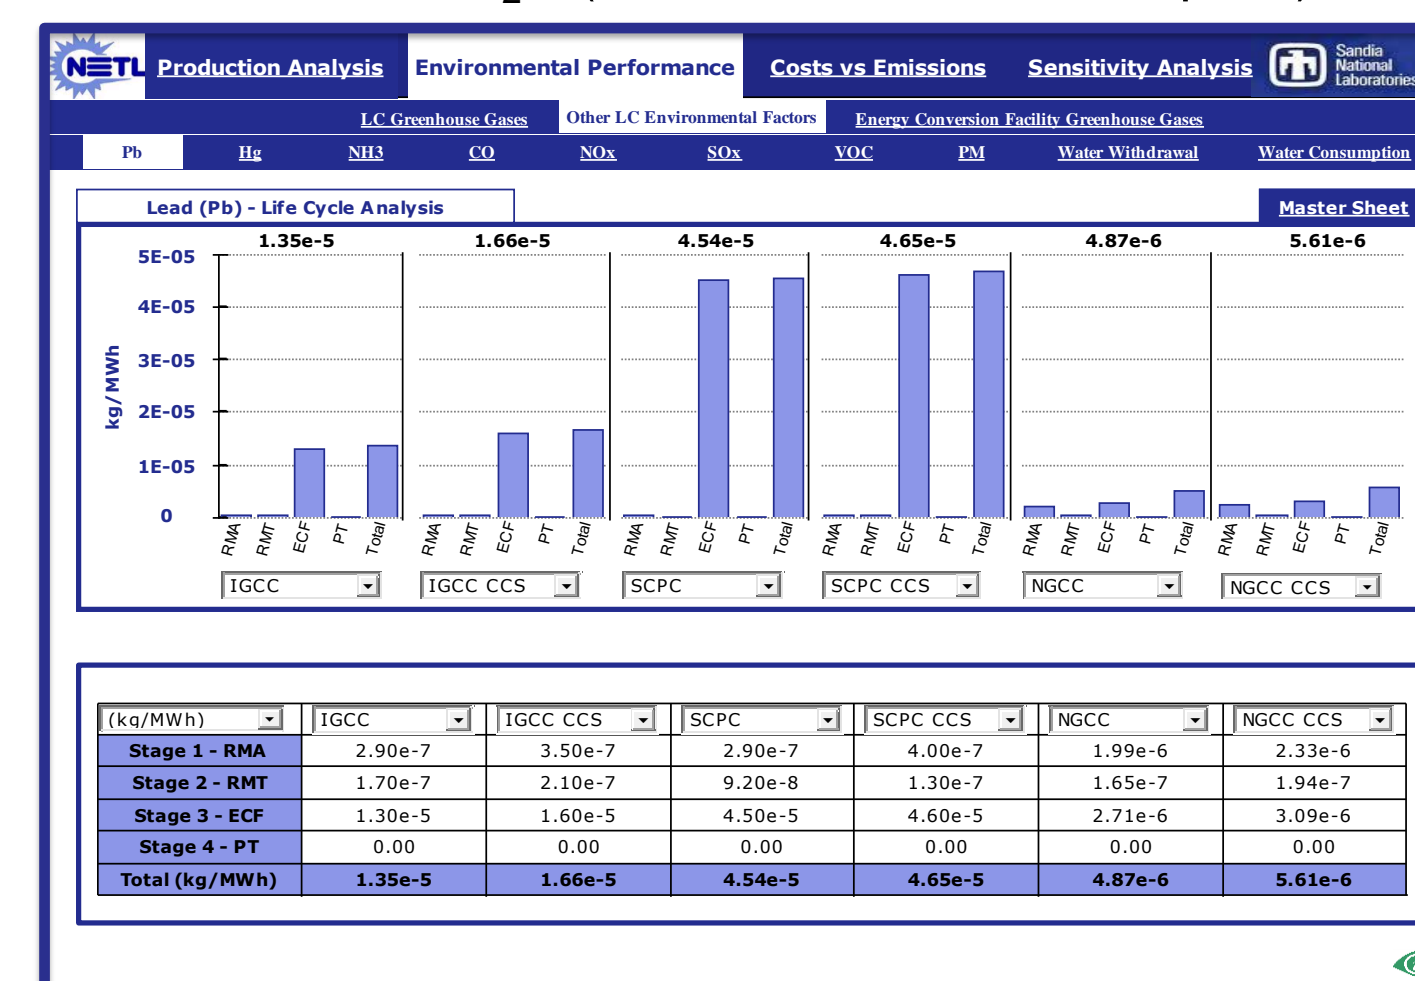 NETL
Production Analysis
Environmental Performance
Costs vs Emissions
Sensitivity Analysis
Sandia
National
Laboratories
LC Greenhouse Gases
Other LC Environmental Factors
Energy Conversion Facility Greenhouse Gases
Pb Hg NH3 CO NOx SOx VOC PM Water Withdrawal Water Consumption
Lead (Pb) - Life Cycle Analysis
Master Sheet
1.35e-5 1.66e-5 4.54e-5 4.65e-5 4.87e-6 5.61e-6
kg/MWh
5E-05
4E-05
3E-05
2E-05
1E-05
0
RMA RMT ECF PT Total RMA RMT ECF PT Total RMA RMT ECF PT Total RMA RMT ECF PT Total RMA RMT ECF PT Total RMA RMT ECF PT Total
IGCC IGCC CCS SCPC SCPC CCS NGCC NGCC CCS
(kg/MWh) IGCC IGCC CCS SCPC SCPC CCS NGCC NGCC CCS
Stage 1 - RMA 2.90e-7 3.50e-7 2.90e-7 4.00e-7 1.99e-6 2.33e-6
Stage 2 - RMT 1.70e-7 2.10e-7 9.20e-8 1.30e-7 1.65e-7 1.94e-7
Stage 3 - ECF 1.30e-5 1.60e-5 4.50e-5 4.60e-5 2.71e-6 3.09e-6
Stage 4 - PT 0.00 0.00 0.00 0.00 0.00 0.00
Total (kg/MWh) 1.35e-5 1.66e-5 4.54e-5 4.65e-5 4.87e-6 5.61e-6